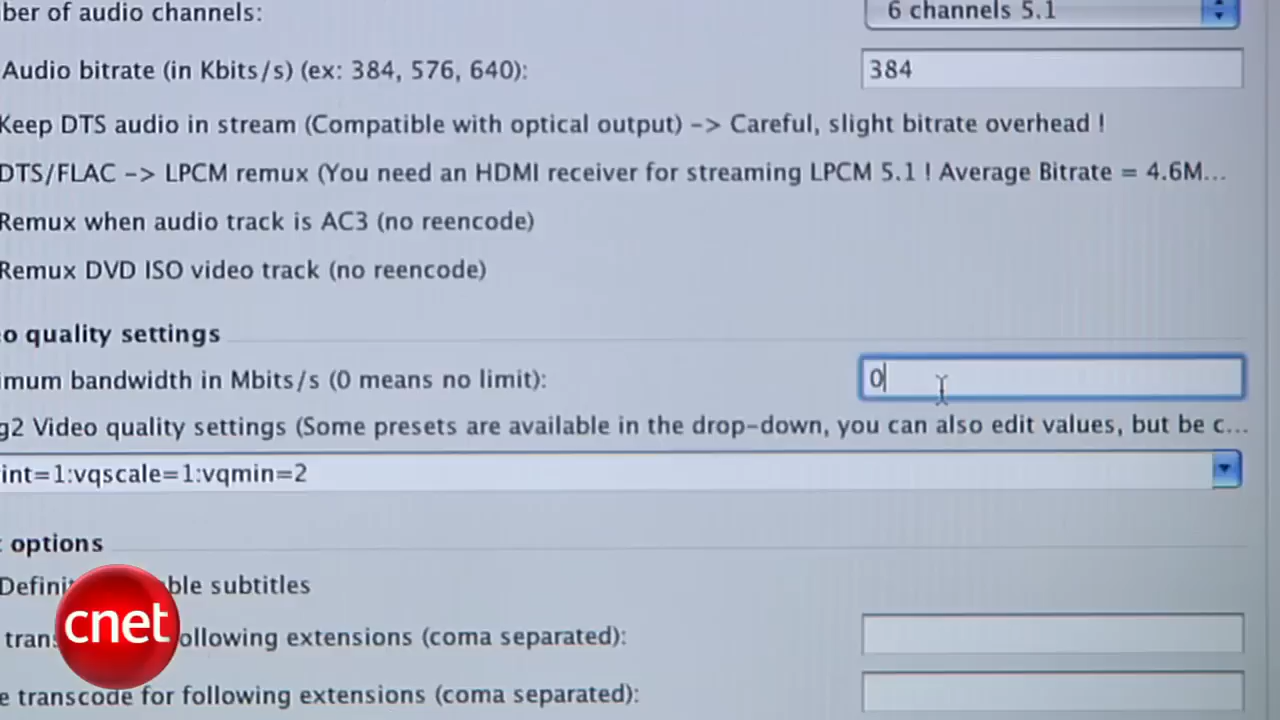 ber of audio channels:
6 channels 5.1
Audio bitrate (in Kbits/s) (ex: 384, 576, 640):
384
Keep DTS audio in stream (Compatible with optical output) -> Careful, slight bitrate overhead !
DTS/FLAC -> LPCM remux (You need an HDMI receiver for streaming LPCM 5.1 ! Average Bitrate = 4.6M...
Remux when audio track is AC3 (no reencode)
Remux DVD ISO video track (no reencode)
o quality settings
mum bandwidth in Mbits/s (0 means no limit):
0
g2 Video quality settings (Some presets are available in the drop-down, you can also edit values, but be c...
int=1:vqscale=1:vqmin=2
options
Defini ble subtitles
tran ollowing extensions (coma separated):
e transcode for following extensions (coma separated):
cnet